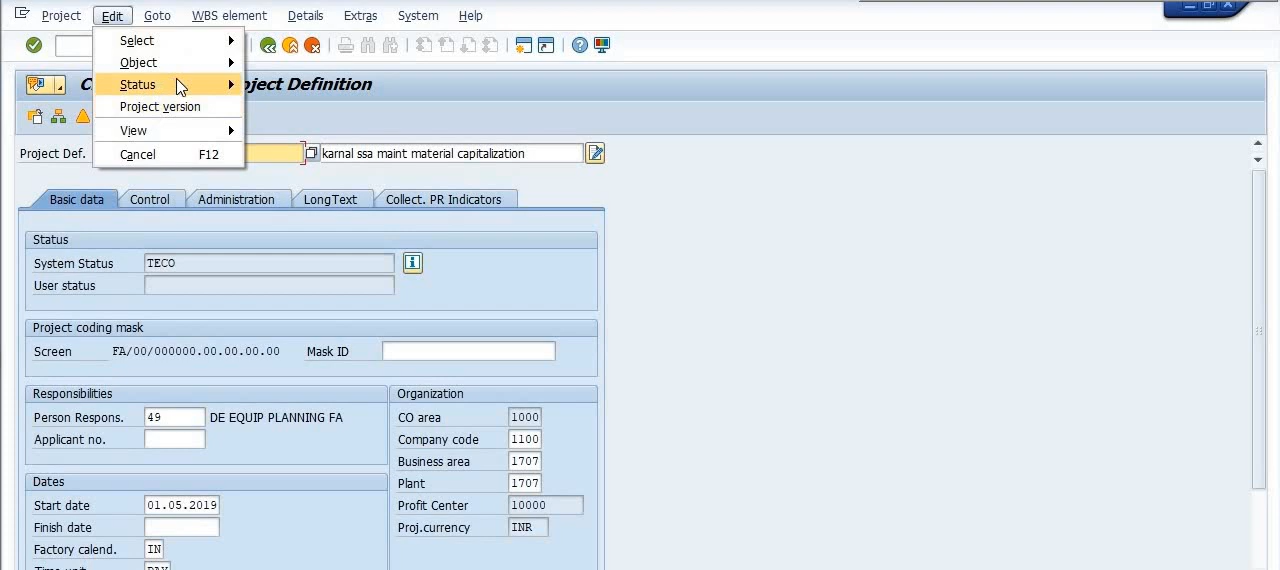 Project Edit Goto WBS element Details Extras System Help
Select
Object
Status
Project version
View
Cancel F12
C oject Definition
Project Def. karnal ssa maint material capitalization
Basic data Control Administration LongText Collect. PR Indicators
Status
System Status TECO
User status
Project coding mask
Screen FA/00/000000.00.00.00.00 Mask ID
Responsibilities
Person Respons. 49 DE EQUIP PLANNING FA
Applicant no.
Organization
CO area 1000
Company code 1100
Business area 1707
Plant 1707
Profit Center 10000
Proj.currency INR
Dates
Start date 01.05.2019
Finish date
Factory calend. IN